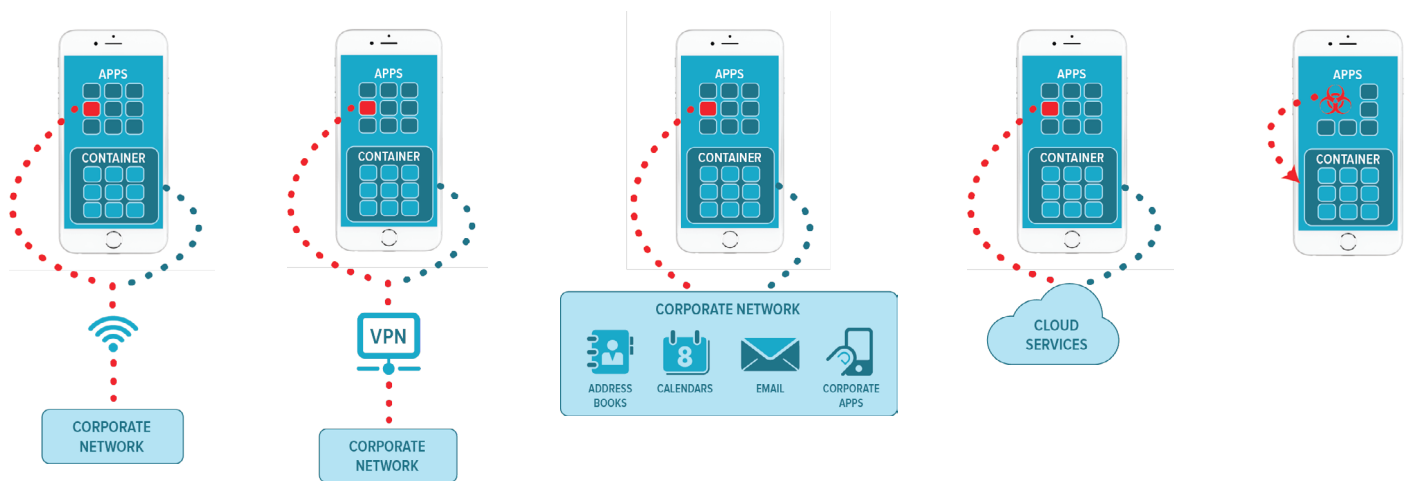 APPS
CONTAINER
CORPORATE
NETWORK
APPS
CONTAINER
VPN
CORPORATE
NETWORK
APPS
CONTAINER
CORPORATE NETWORK
8
ADDRESS
BOOKS
CALENDARS
EMAIL
CORPORATE
APPS
APPS
CONTAINER
CLOUD
SERVICES
APPS
CONTAINER